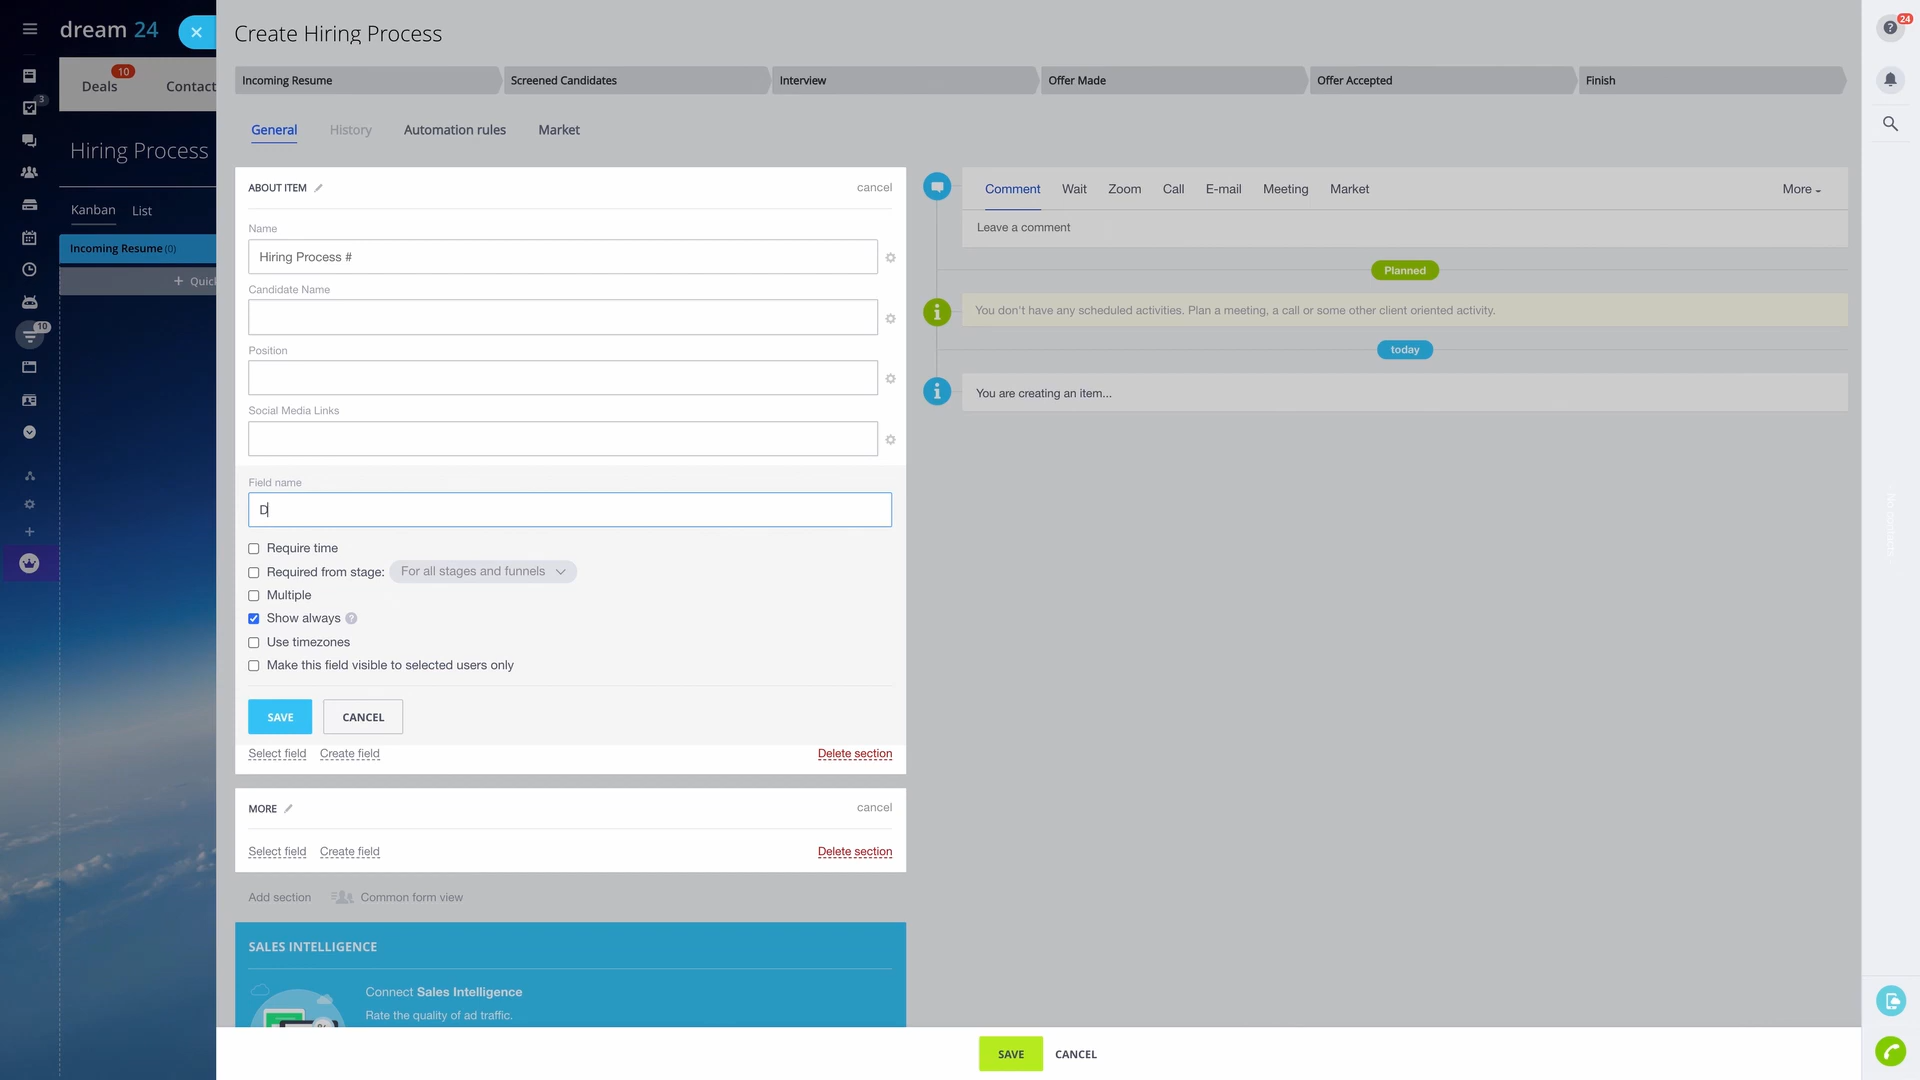 dream 24
Create Hiring Process
24
Incoming Resume
Screened Candidates
Interview
Offer Made
Offer Accepted
Finish
Deals
10
Contact
3
General
History
Automation rules
Market
Hiring Process
ABOUT ITEM
cancel
Comment
Wait
Zoom
Call
E-mail
Meeting
Market
More
Kanban
List
Name
Leave a comment
Incoming Resume (0)
Hiring Process #
Planned
+ Quic
Candidate Name
You don't have any scheduled activities. Plan a meeting, a call or some other client oriented activity.
10
Position
today
You are creating an item...
Social Media Links
Field name
D
Require time
Required from stage:
For all stages and funnels
Multiple
Show always
Use timezones
Make this field visible to selected users only
SAVE
CANCEL
Select field
Create field
Delete section
MORE
cancel
Select field
Create field
Delete section
Add section
Common form view
SALES INTELLIGENCE
Connect Sales Intelligence
Rate the quality of ad traffic.
SAVE
CANCEL